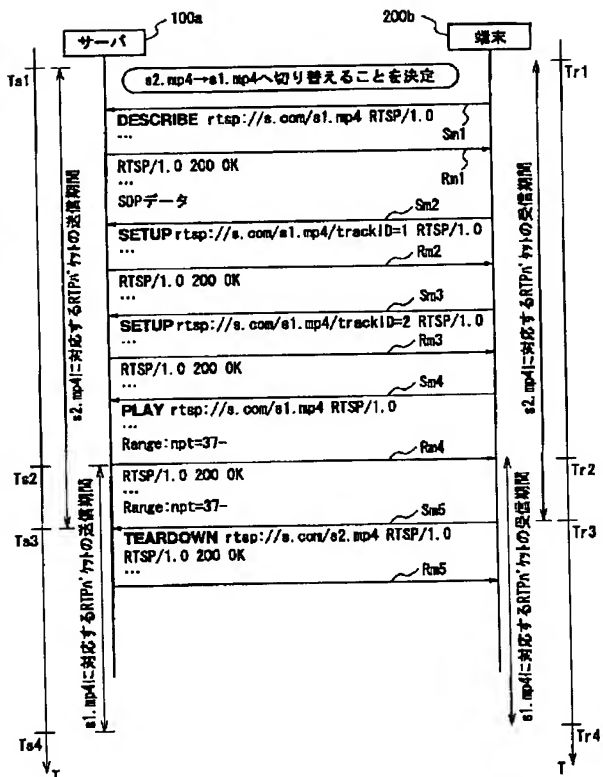 100a
200b
サーバ
端末
Ts1
Tr1
s2.mp4→s1.mp4へ切り替えることを決定
DESCRIBE rtsp://s.com/s1.mp4 RTSP/1.0
...
Sm1
RTSP/1.0 200 OK
Rm1
...
SDPデータ
Sm2
SETUP rtsp://s.com/s1.mp4/trackID=1 RTSP/1.0
...
Rm2
RTSP/1.0 200 OK
...
Sm3
SETUP rtsp://s.com/s1.mp4/trackID=2 RTSP/1.0
...
Rm3
RTSP/1.0 200 OK
...
Sm4
PLAY rtsp://s.com/s1.mp4 RTSP/1.0
...
Range:npt=37-
Rm4
Ts2
Tr2
RTSP/1.0 200 OK
...
Range:npt=37-
Sm5
Ts3
Tr3
TEARDOWN rtsp://s.com/s2.mp4 RTSP/1.0
RTSP/1.0 200 OK
...
Rm5
s2.mp4に対応するRTPパケットの送信期間
s2.mp4に対応するRTPパケットの受信期間
s1.mp4に対応するRTPパケットの送信期間
s1.mp4に対応するRTPパケットの受信期間
Ts4
Tr4
T
T